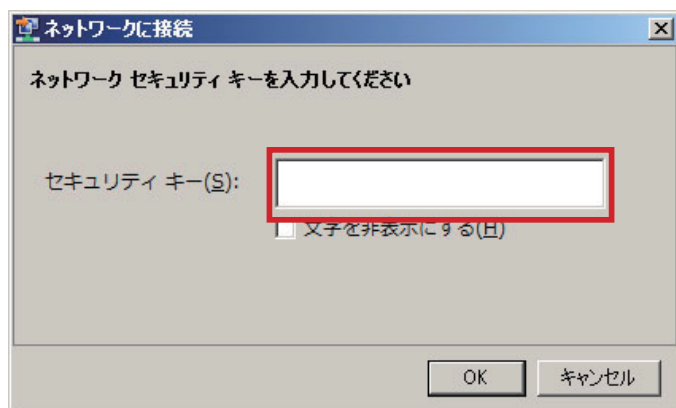 ネットワークに接続
ネットワーク セキュリティ キーを入力してください
セキュリティ キー(S):
文字を非表示にする(H)
OK
キャンセル